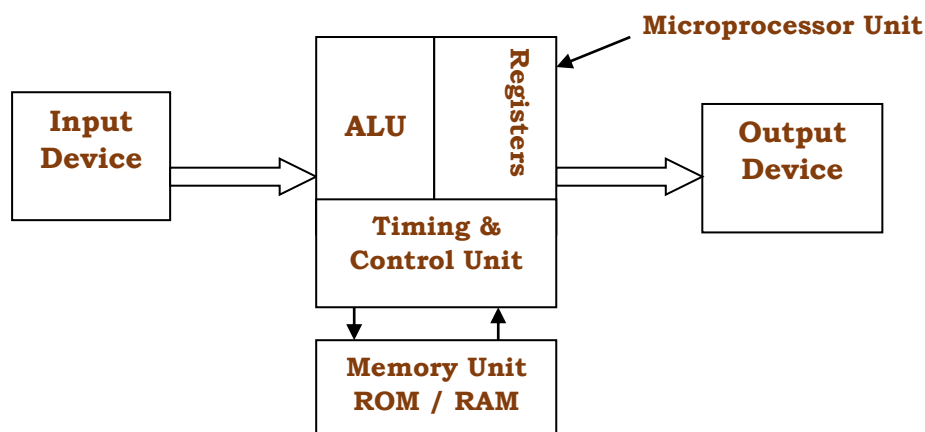 Microprocessor Unit
Input
Device
ALU
Registers
Output
Device
Timing &
Control Unit
Memory Unit
ROM / RAM